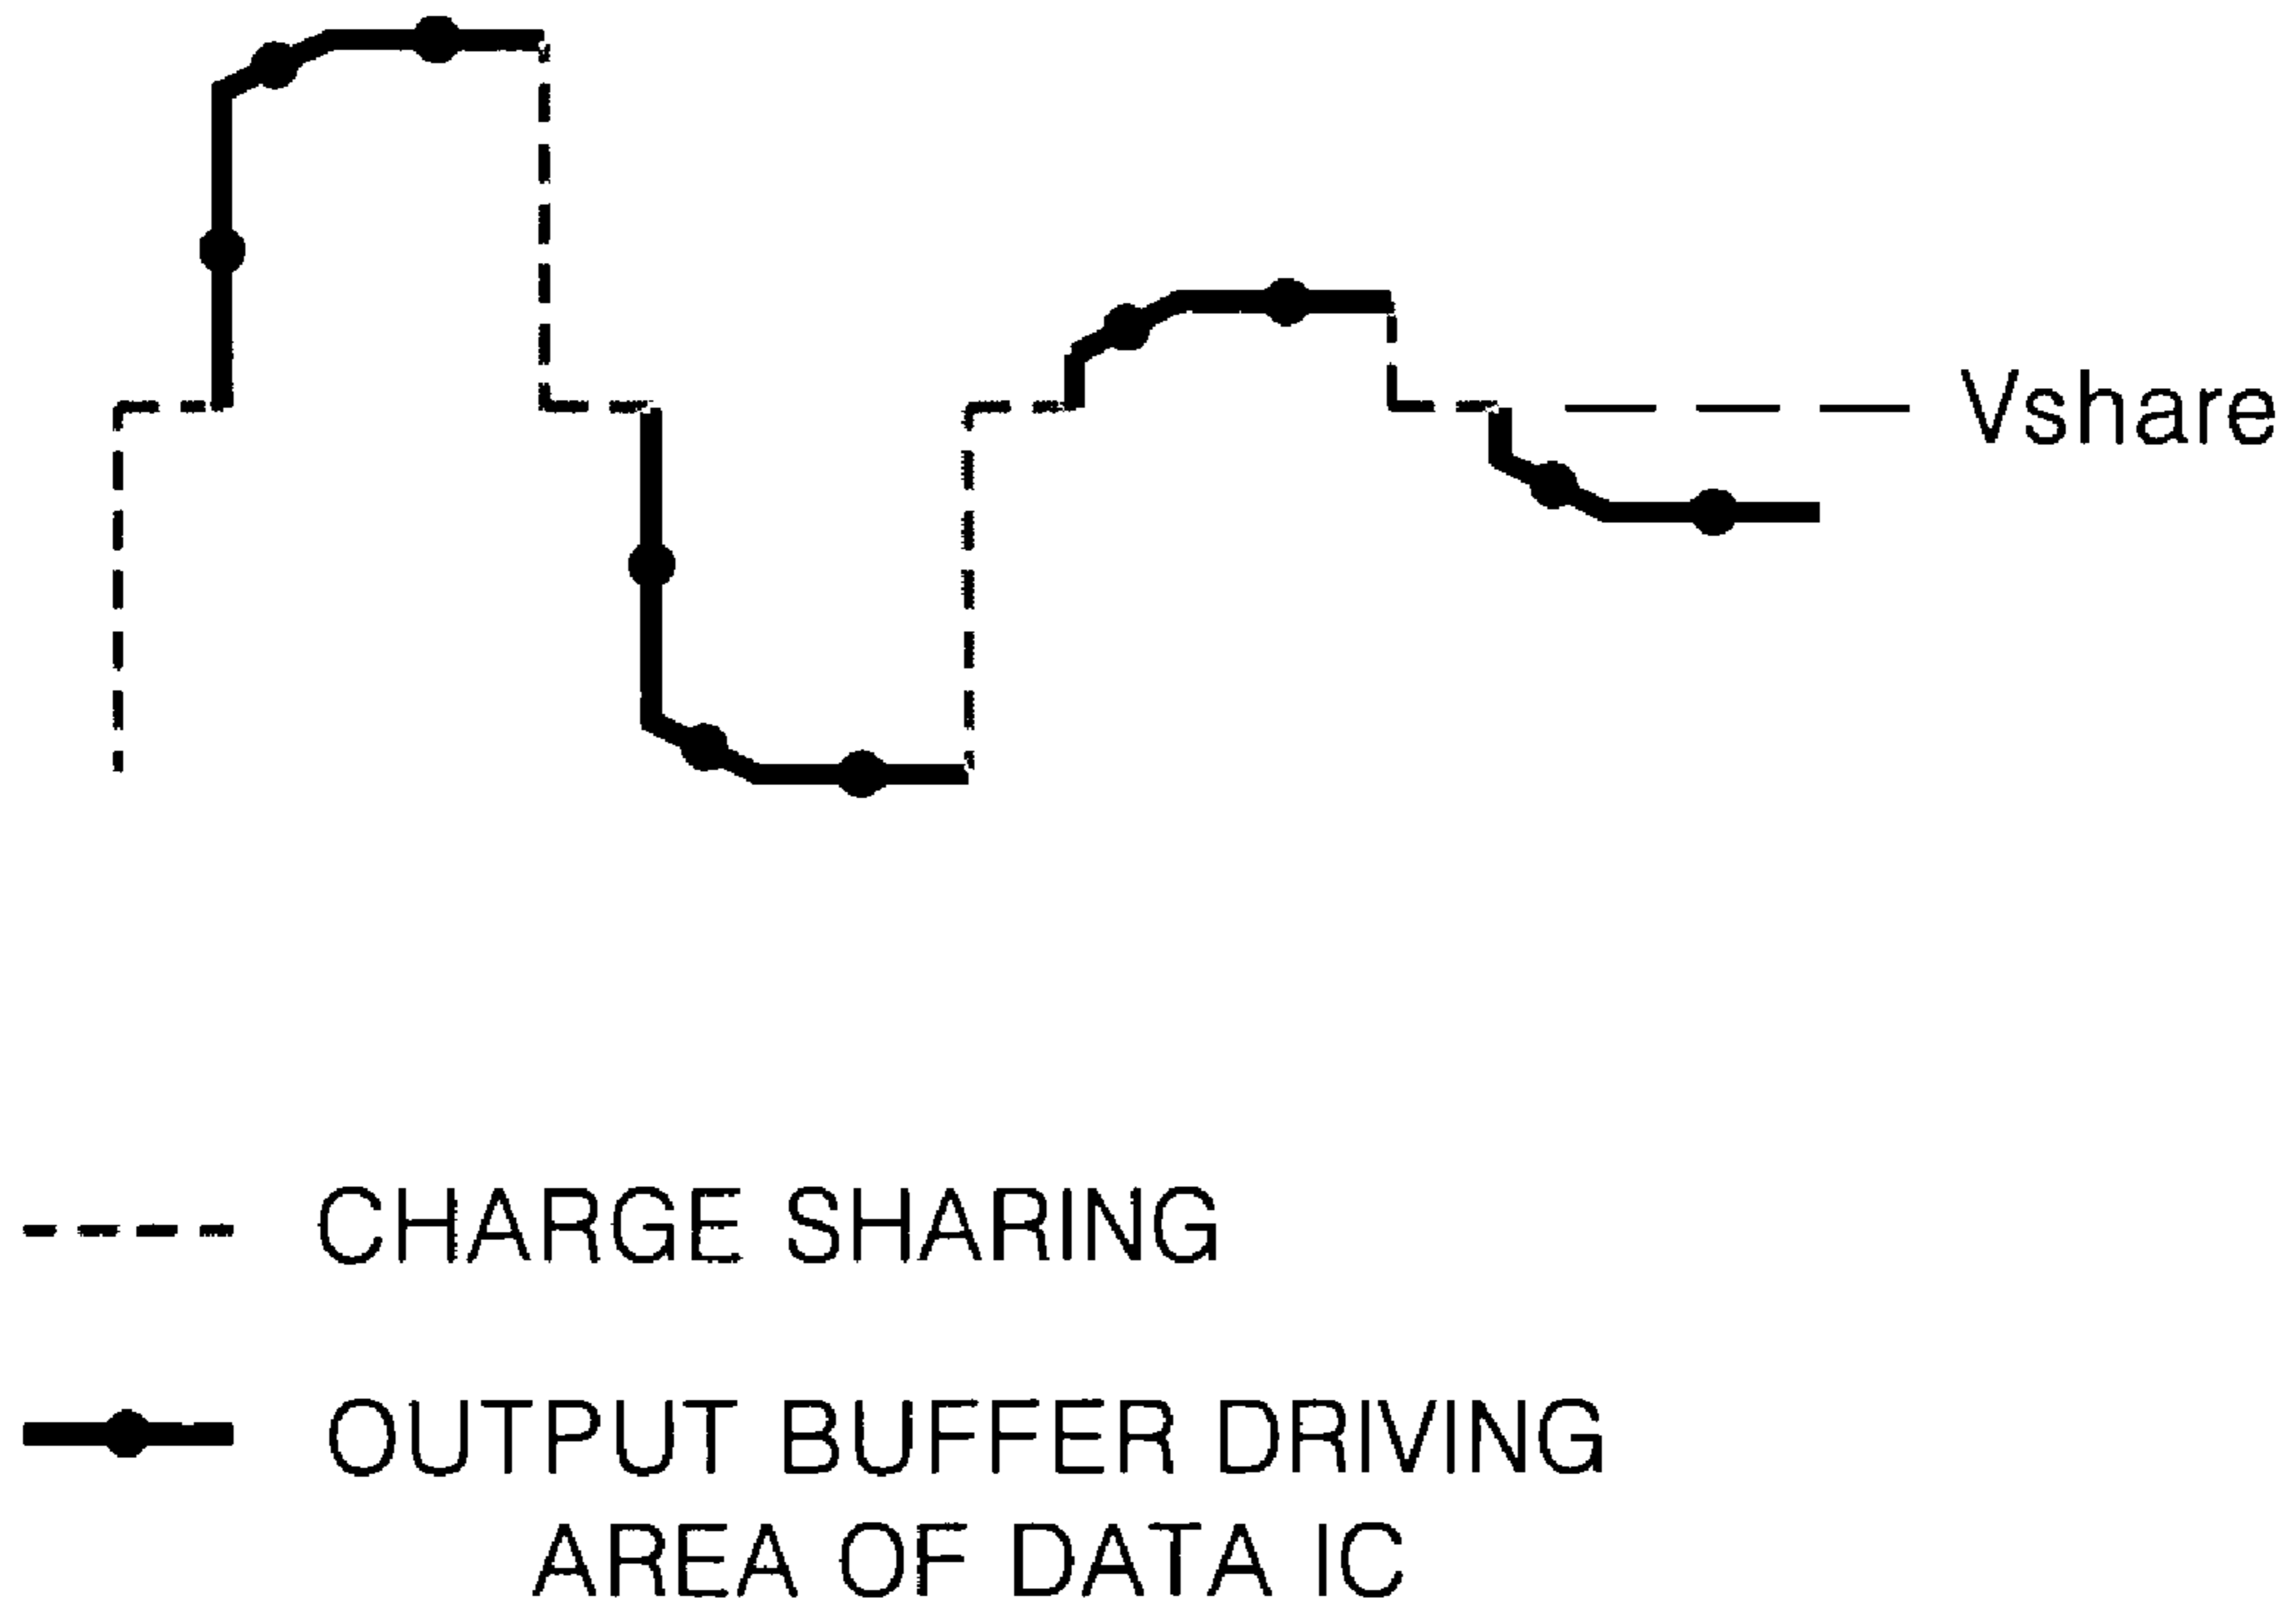 Vshare
CHARGE SHARING
OUTPUT BUFFER DRIVING
AREA OF DATA IC